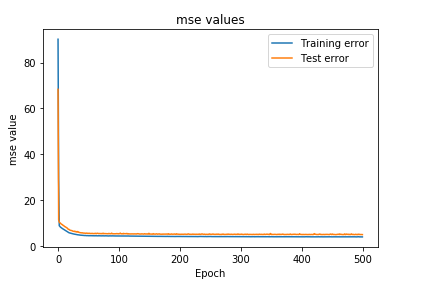 mse values
Training error
Test error
80
60
40
20
0
mse value
0 100 200 300 400 500
Epoch